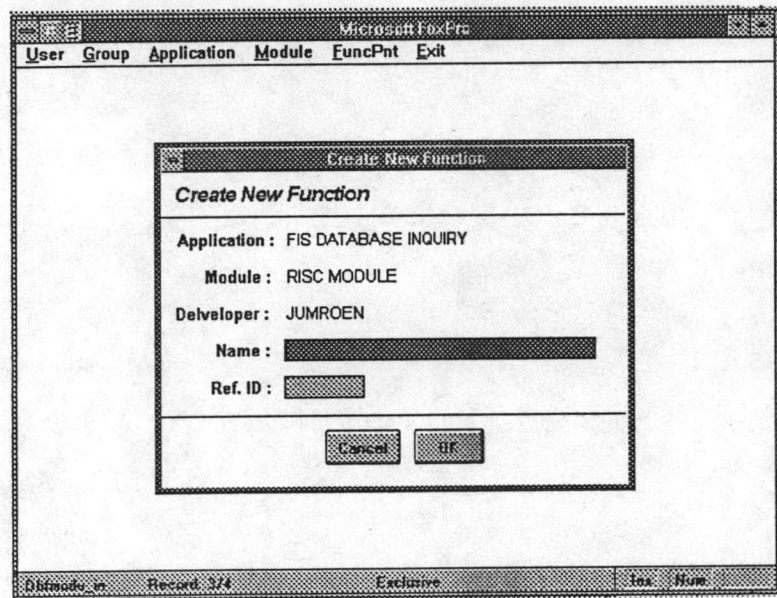 Microsoft FoxPro
User Group Application Module FuncPnt Exit
Create New Function
Create New Function
Application : FIS DATABASE INQUIRY
Module : RISC MODULE
Delveloper : JUMROEN
Name :
Ref. ID :
Cancel OK
Record 3/4 Exclusive Num